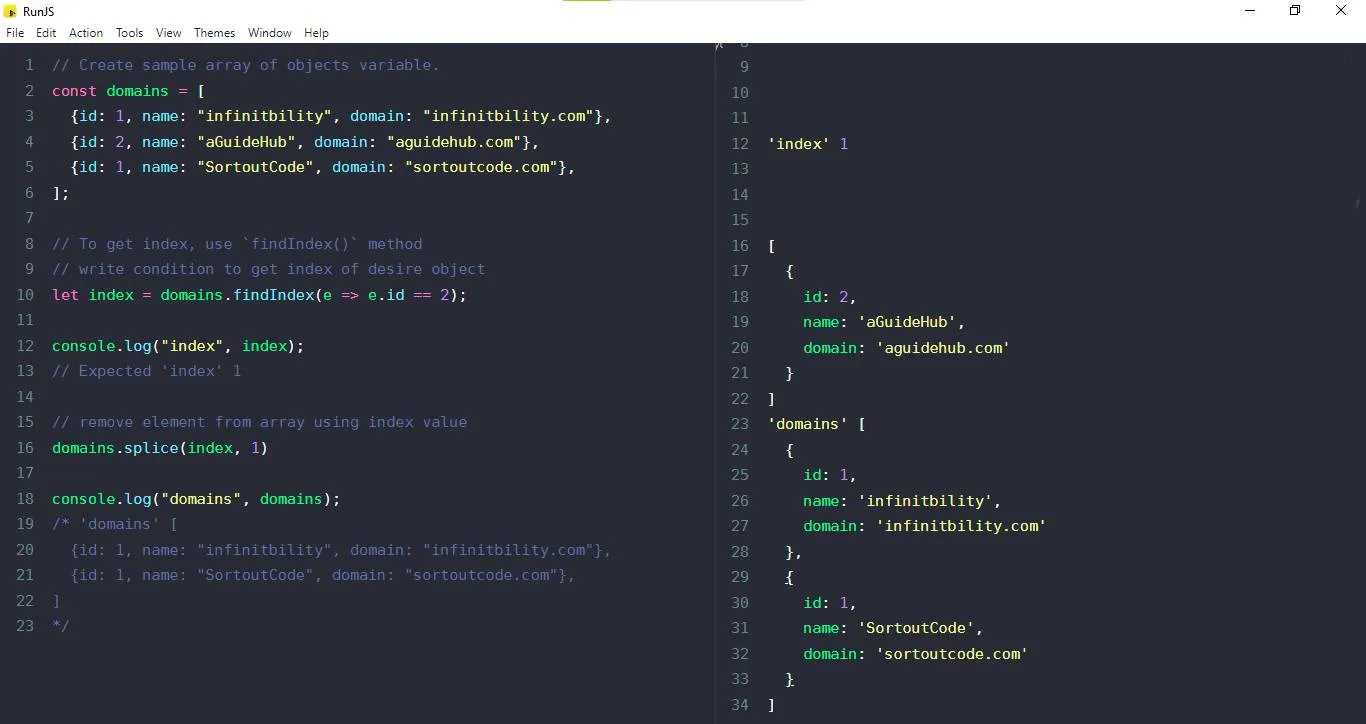 RunJS
File Edit Action Tools View Themes Window Help
1 // Create sample array of objects variable.
2 const domains = [
3 {id: 1, name: "infinitbility", domain: "infinitbility.com"},
4 {id: 2, name: "aGuideHub", domain: "aguidehub.com"},
5 {id: 1, name: "SortoutCode", domain: "sortoutcode.com"},
6 ];
7
8 // To get index, use `findIndex()` method
9 // write condition to get index of desire object
10 let index = domains.findIndex(e => e.id == 2);
11
12 console.log("index", index);
13 // Expected 'index' 1
14
15 // remove element from array using index value
16 domains.splice(index, 1)
17
18 console.log("domains", domains);
19 /* 'domains' [
20 {id: 1, name: "infinitbility", domain: "infinitbility.com"},
21 {id: 1, name: "SortoutCode", domain: "sortoutcode.com"},
22 ]
23 */
8
9
10
11
12 'index' 1
13
14
15
16 [
17 {
18 id: 2,
19 name: 'aGuideHub',
20 domain: 'aguidehub.com'
21 }
22 ]
23 'domains' [
24 {
25 id: 1,
26 name: 'infinitbility',
27 domain: 'infinitbility.com'
28 },
29 {
30 id: 1,
31 name: 'SortoutCode',
32 domain: 'sortoutcode.com'
33 }
34 ]